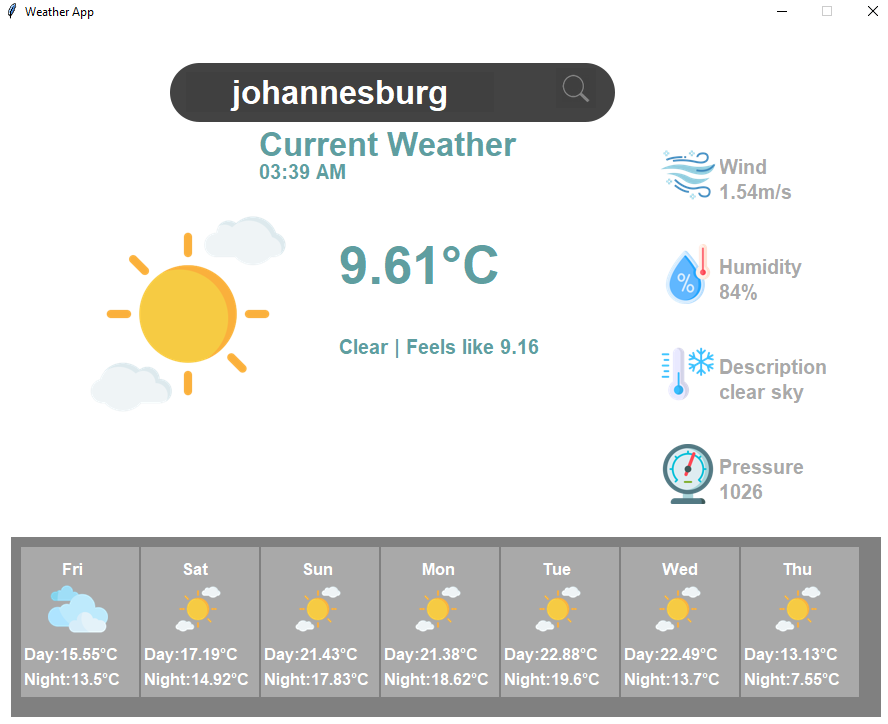 Weather App
johannesburg
Current Weather
03:39 AM
9.61°C
Clear | Feels like 9.16
Wind
1.54m/s
%
Humidity
84%
Description
clear sky
Pressure
1026
Fri
Day:15.55°C
Night:13.5°C
Sat
Day:17.19°C
Night:14.92°C
Sun
Day:21.43°C
Night:17.83°C
Mon
Day:21.38°C
Night:18.62°C
Tue
Day:22.88°C
Night:19.6°C
Wed
Day:22.49°C
Night:13.7°C
Thu
Day:13.13°C
Night:7.55°C